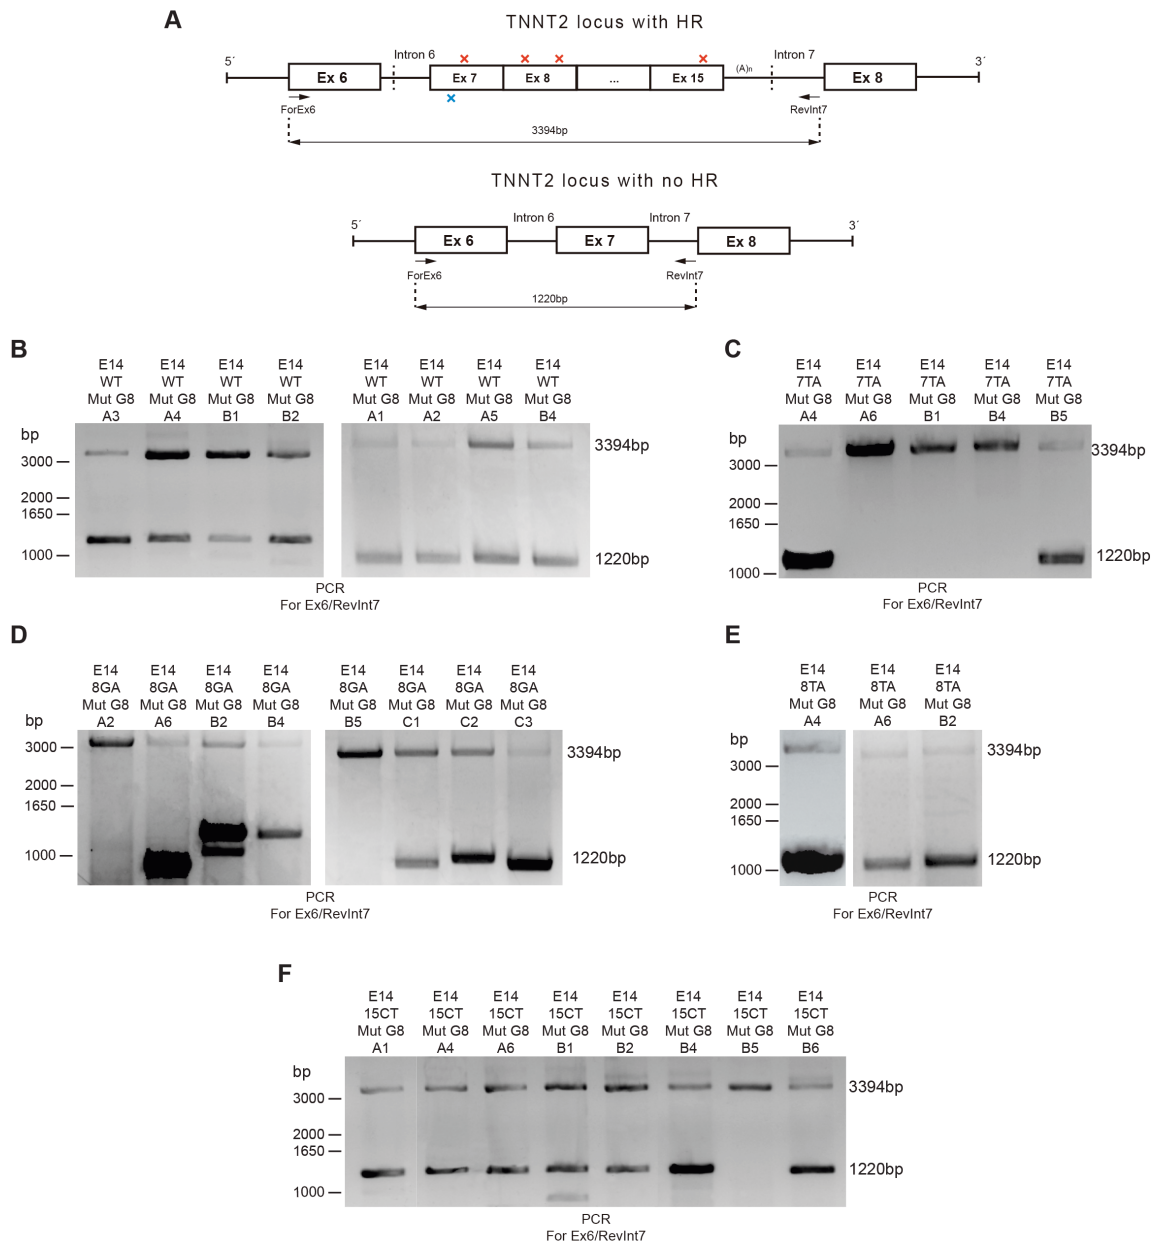 A
TNNT2 locus with HR
5´
Intron 6
Intron 7
3´
Ex 6
Ex 7
Ex 8
...
Ex 15
(A)n
Ex 8
ForEx6
RevInt7
3394bp
TNNT2 locus with no HR
5´
Intron 6
Intron 7
3´
Ex 6
Ex 7
Ex 8
ForEx6
RevInt7
1220bp
B
E14 E14 E14 E14 E14 E14 E14 E14
WT WT WT WT WT WT WT WT
Mut G8 Mut G8 Mut G8 Mut G8 Mut G8 Mut G8 Mut G8 Mut G8
A3 A4 B1 B2 A1 A2 A5 B4
bp
3000
2000
1650
1000
3394bp
1220bp
PCR
For Ex6/RevInt7
C
E14 E14 E14 E14 E14
7TA 7TA 7TA 7TA 7TA
Mut G8 Mut G8 Mut G8 Mut G8 Mut G8
A4 A6 B1 B4 B5
bp
3000
2000
1650
1000
3394bp
1220bp
PCR
For Ex6/RevInt7
D
E14 E14 E14 E14 E14 E14 E14 E14
8GA 8GA 8GA 8GA 8GA 8GA 8GA 8GA
Mut G8 Mut G8 Mut G8 Mut G8 Mut G8 Mut G8 Mut G8 Mut G8
A2 A6 B2 B4 B5 C1 C2 C3
bp
3000
2000
1650
1000
3394bp
1220bp
PCR
For Ex6/RevInt7
E
E14 E14 E14
8TA 8TA 8TA
Mut G8 Mut G8 Mut G8
A4 A6 B2
bp
3000
2000
1650
1000
3394bp
1220bp
PCR
For Ex6/RevInt7
F
E14 E14 E14 E14 E14 E14 E14 E14
15CT 15CT 15CT 15CT 15CT 15CT 15CT 15CT
Mut G8 Mut G8 Mut G8 Mut G8 Mut G8 Mut G8 Mut G8 Mut G8
A1 A4 A6 B1 B2 B4 B5 B6
bp
3000
2000
1650
1000
3394bp
1220bp
PCR
For Ex6/RevInt7